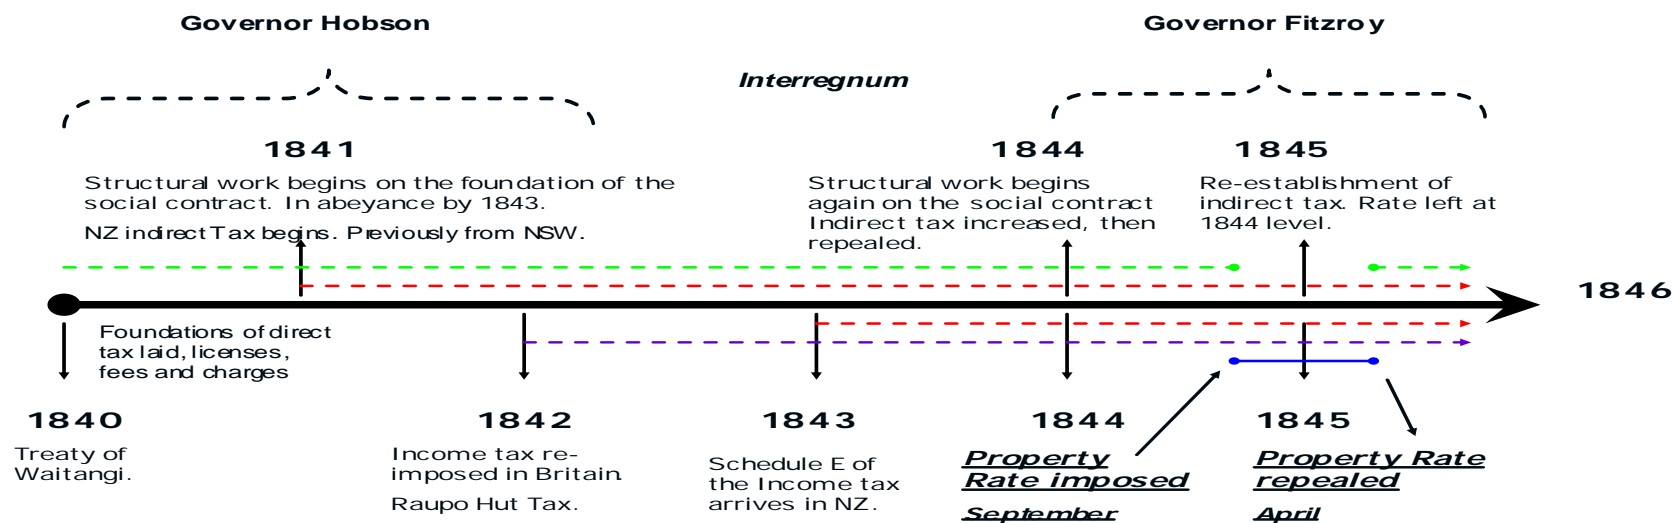 Governor Hobson
Governor Fitzroy
Interregnum
1841
Structural work begins on the foundation of the
social contract. In abeyance by 1843.
NZ indirect Tax begins. Previously from NSW.
1844
Structural work begins
again on the social contract
Indirect tax increased, then
repealed.
1845
Re-establishment of
indirect tax. Rate left at
1844 level.
1846
Foundations of direct
tax laid, licenses,
fees and charges
1840
Treaty of
Waitangi.
1842
Income tax re-
imposed in Britain.
Raupo Hut Tax.
1843
Schedule E of
the Income tax
arrives in NZ.
1844
Property
Rate imposed
September
1845
Property Rate
repealed
April